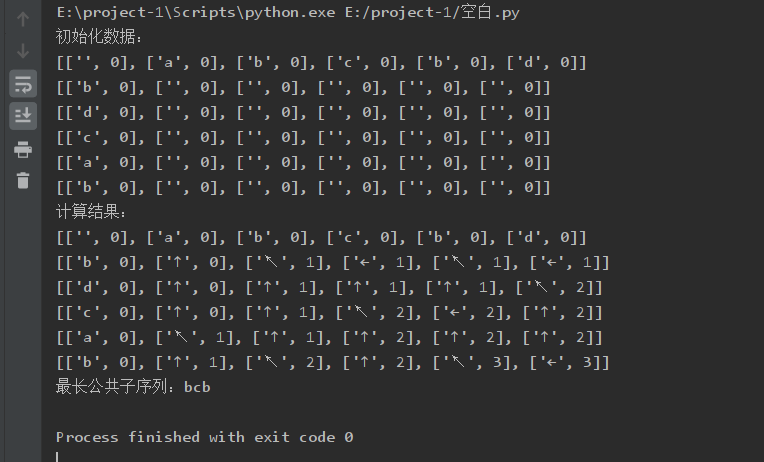 E:\project-1\Scripts\python.exe E:/project-1/空白.py
初始化数据：
[['', 0], ['a', 0], ['b', 0], ['c', 0], ['b', 0], ['d', 0]]
[['b', 0], ['', 0], ['', 0], ['', 0], ['', 0], ['', 0]]
[['d', 0], ['', 0], ['', 0], ['', 0], ['', 0], ['', 0]]
[['c', 0], ['', 0], ['', 0], ['', 0], ['', 0], ['', 0]]
[['a', 0], ['', 0], ['', 0], ['', 0], ['', 0], ['', 0]]
[['b', 0], ['', 0], ['', 0], ['', 0], ['', 0], ['', 0]]
计算结果：
[['', 0], ['a', 0], ['b', 0], ['c', 0], ['b', 0], ['d', 0]]
[['b', 0], ['↑', 0], ['↖', 1], ['←', 1], ['↖', 1], ['←', 1]]
[['d', 0], ['↑', 0], ['↑', 1], ['↑', 1], ['↑', 1], ['↖', 2]]
[['c', 0], ['↑', 0], ['↑', 1], ['↖', 2], ['←', 2], ['↑', 2]]
[['a', 0], ['↖', 1], ['↑', 1], ['↑', 2], ['↑', 2], ['↑', 2]]
[['b', 0], ['↑', 1], ['↖', 2], ['↑', 2], ['↖', 3], ['←', 3]]
最长公共子序列：bcb
Process finished with exit code 0